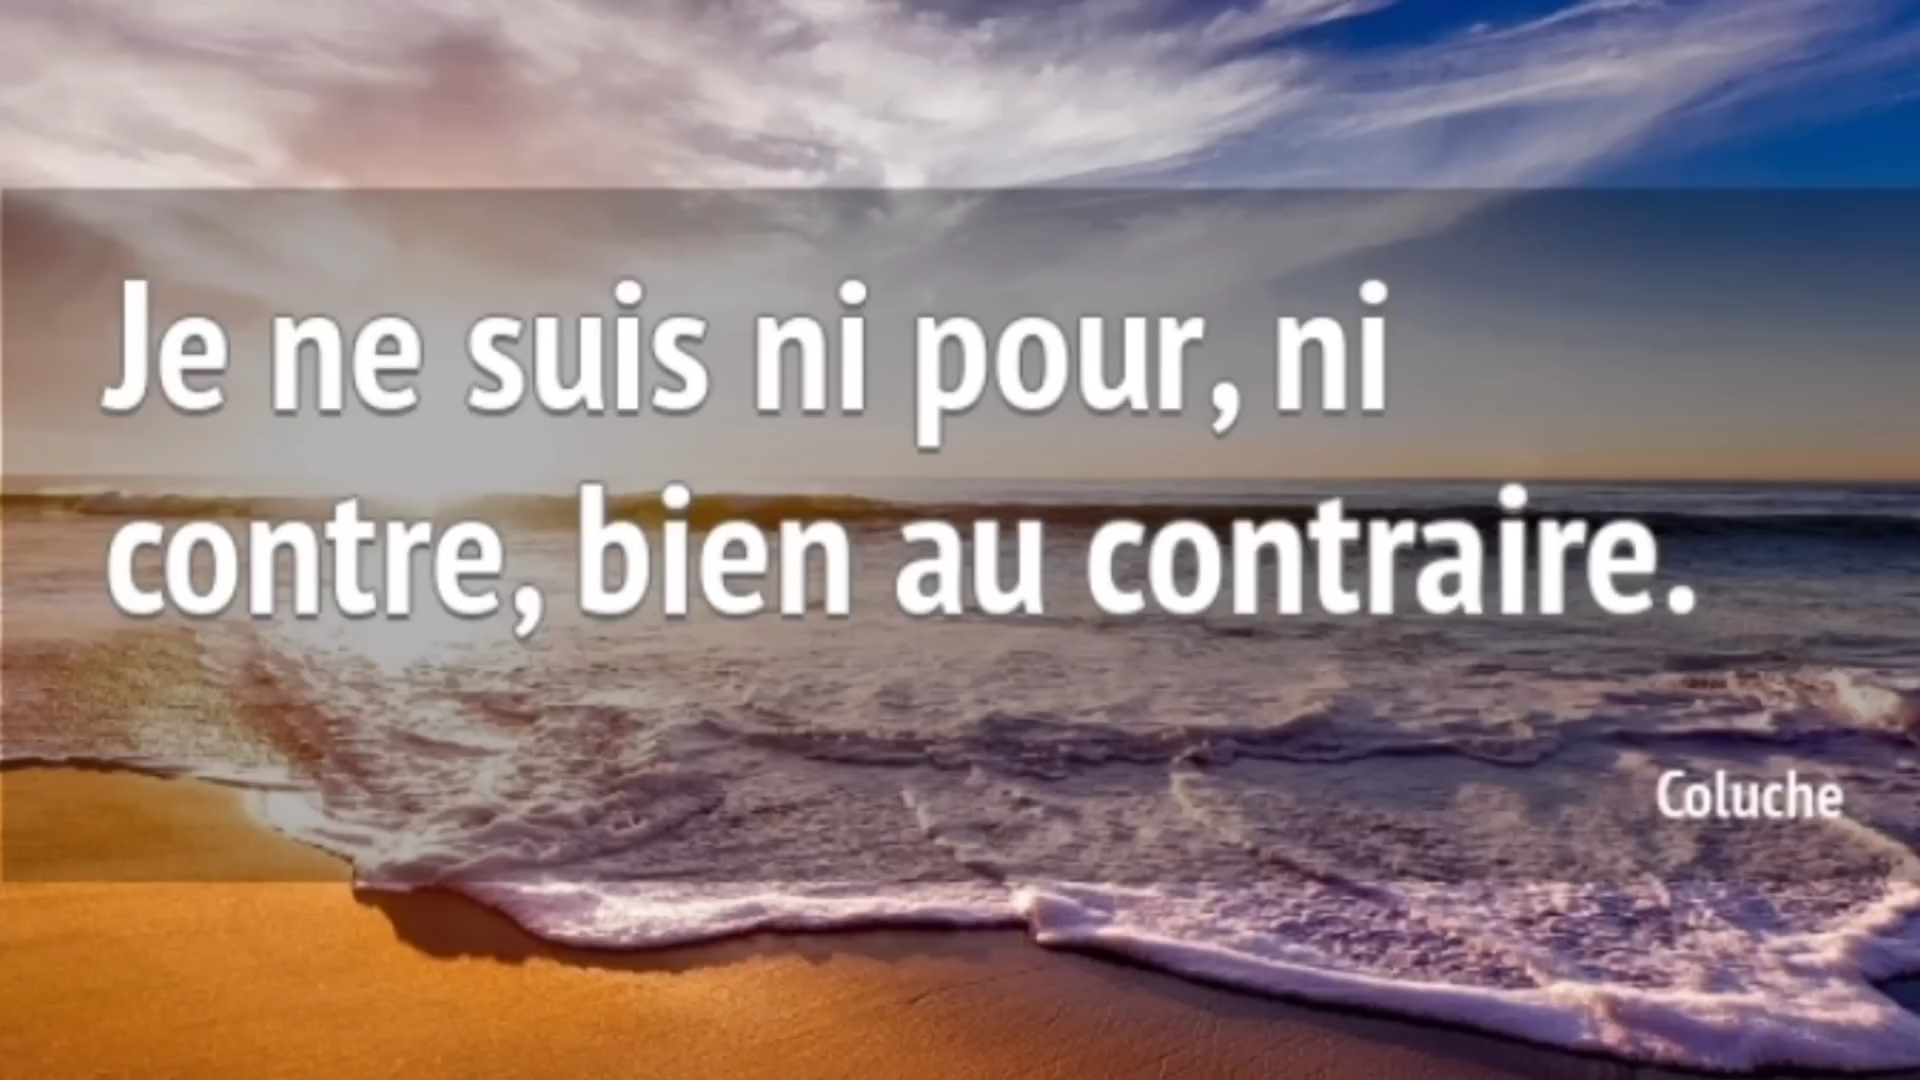 Je ne suis ni pour, ni
contre, bien au contraire.
Coluche